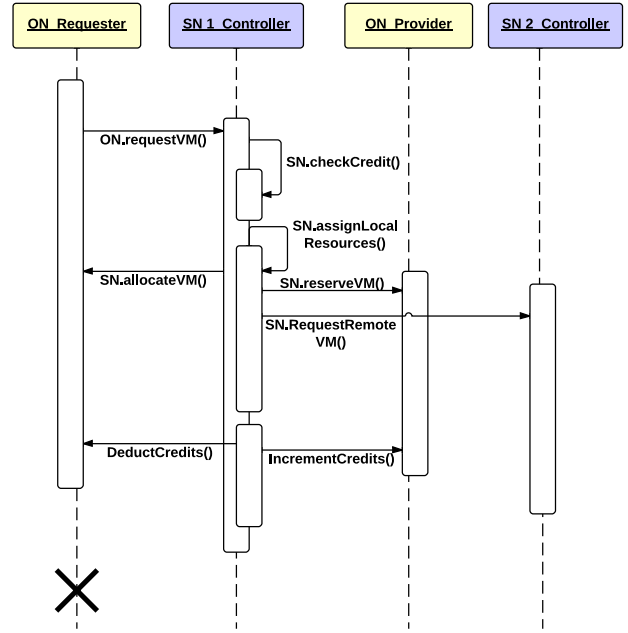 ON_Requester
SN 1_Controller
ON_Provider
SN 2_Controller
ON.requestVM()
SN.checkCredit()
SN.assignLocal
Resources()
SN.allocateVM()
SN.reserveVM()
SN.RequestRemote
VM()
DeductCredits()
IncrementCredits()